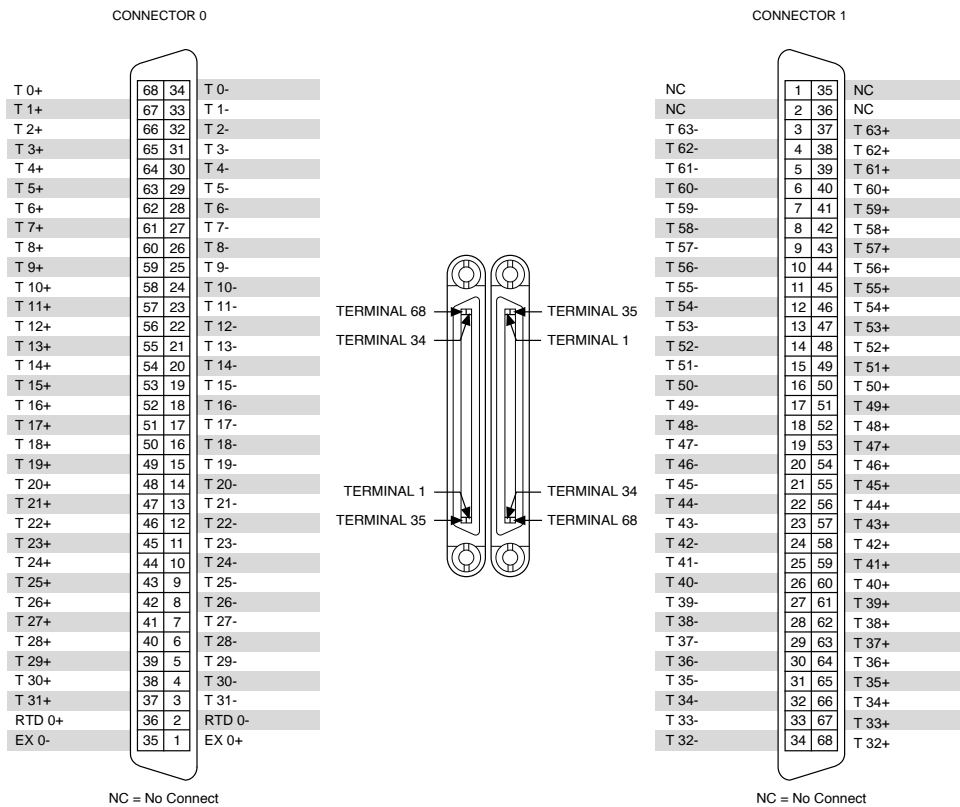 CONNECTOR 0
T 0+ 68 34 T 0-
T 1+ 67 33 T 1-
T 2+ 66 32 T 2-
T 3+ 65 31 T 3-
T 4+ 64 30 T 4-
T 5+ 63 29 T 5-
T 6+ 62 28 T 6-
T 7+ 61 27 T 7-
T 8+ 60 26 T 8-
T 9+ 59 25 T 9-
T 10+ 58 24 T 10-
T 11+ 57 23 T 11-
T 12+ 56 22 T 12-
T 13+ 55 21 T 13-
T 14+ 54 20 T 14-
T 15+ 53 19 T 15-
T 16+ 52 18 T 16-
T 17+ 51 17 T 17-
T 18+ 50 16 T 18-
T 19+ 49 15 T 19-
T 20+ 48 14 T 20-
T 21+ 47 13 T 21-
T 22+ 46 12 T 22-
T 23+ 45 11 T 23-
T 24+ 44 10 T 24-
T 25+ 43 9 T 25-
T 26+ 42 8 T 26-
T 27+ 41 7 T 27-
T 28+ 40 6 T 28-
T 29+ 39 5 T 29-
T 30+ 38 4 T 30-
T 31+ 37 3 T 31-
RTD 0+ 36 2 RTD 0-
EX 0- 35 1 EX 0+
NC = No Connect
TERMINAL 68 TERMINAL 35
TERMINAL 34 TERMINAL 1
TERMINAL 1 TERMINAL 34
TERMINAL 35 TERMINAL 68
CONNECTOR 1
NC 1 35 NC
NC 2 36 NC
T 63- 3 37 T 63+
T 62- 4 38 T 62+
T 61- 5 39 T 61+
T 60- 6 40 T 60+
T 59- 7 41 T 59+
T 58- 8 42 T 58+
T 57- 9 43 T 57+
T 56- 10 44 T 56+
T 55- 11 45 T 55+
T 54- 12 46 T 54+
T 53- 13 47 T 53+
T 52- 14 48 T 52+
T 51- 15 49 T 51+
T 50- 16 50 T 50+
T 49- 17 51 T 49+
T 48- 18 52 T 48+
T 47- 19 53 T 47+
T 46- 20 54 T 46+
T 45- 21 55 T 45+
T 44- 22 56 T 44+
T 43- 23 57 T 43+
T 42- 24 58 T 42+
T 41- 25 59 T 41+
T 40- 26 60 T 40+
T 39- 27 61 T 39+
T 38- 28 62 T 38+
T 37- 29 63 T 37+
T 36- 30 64 T 36+
T 35- 31 65 T 35+
T 34- 32 66 T 34+
T 33- 33 67 T 33+
T 32- 34 68 T 32+
NC = No Connect